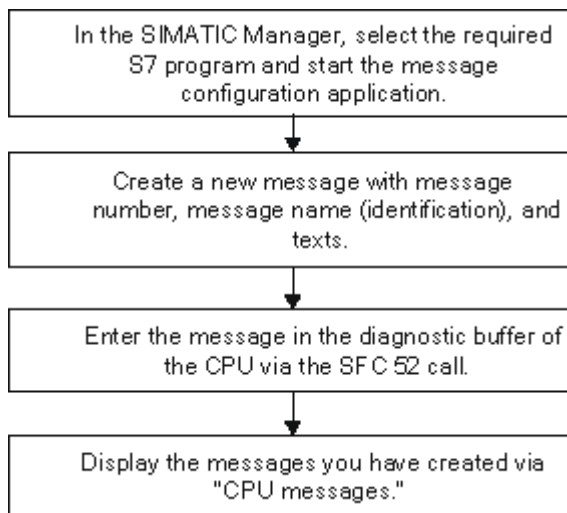 In the SIMATIC Manager, select the required
S7 program and start the message
configuration application.
Create a new message with message
number, message name (identification), and
texts.
Enter the message in the diagnostic buffer of
the CPU via the SFC 52 call.
Display the messages you have created via
"CPU messages."